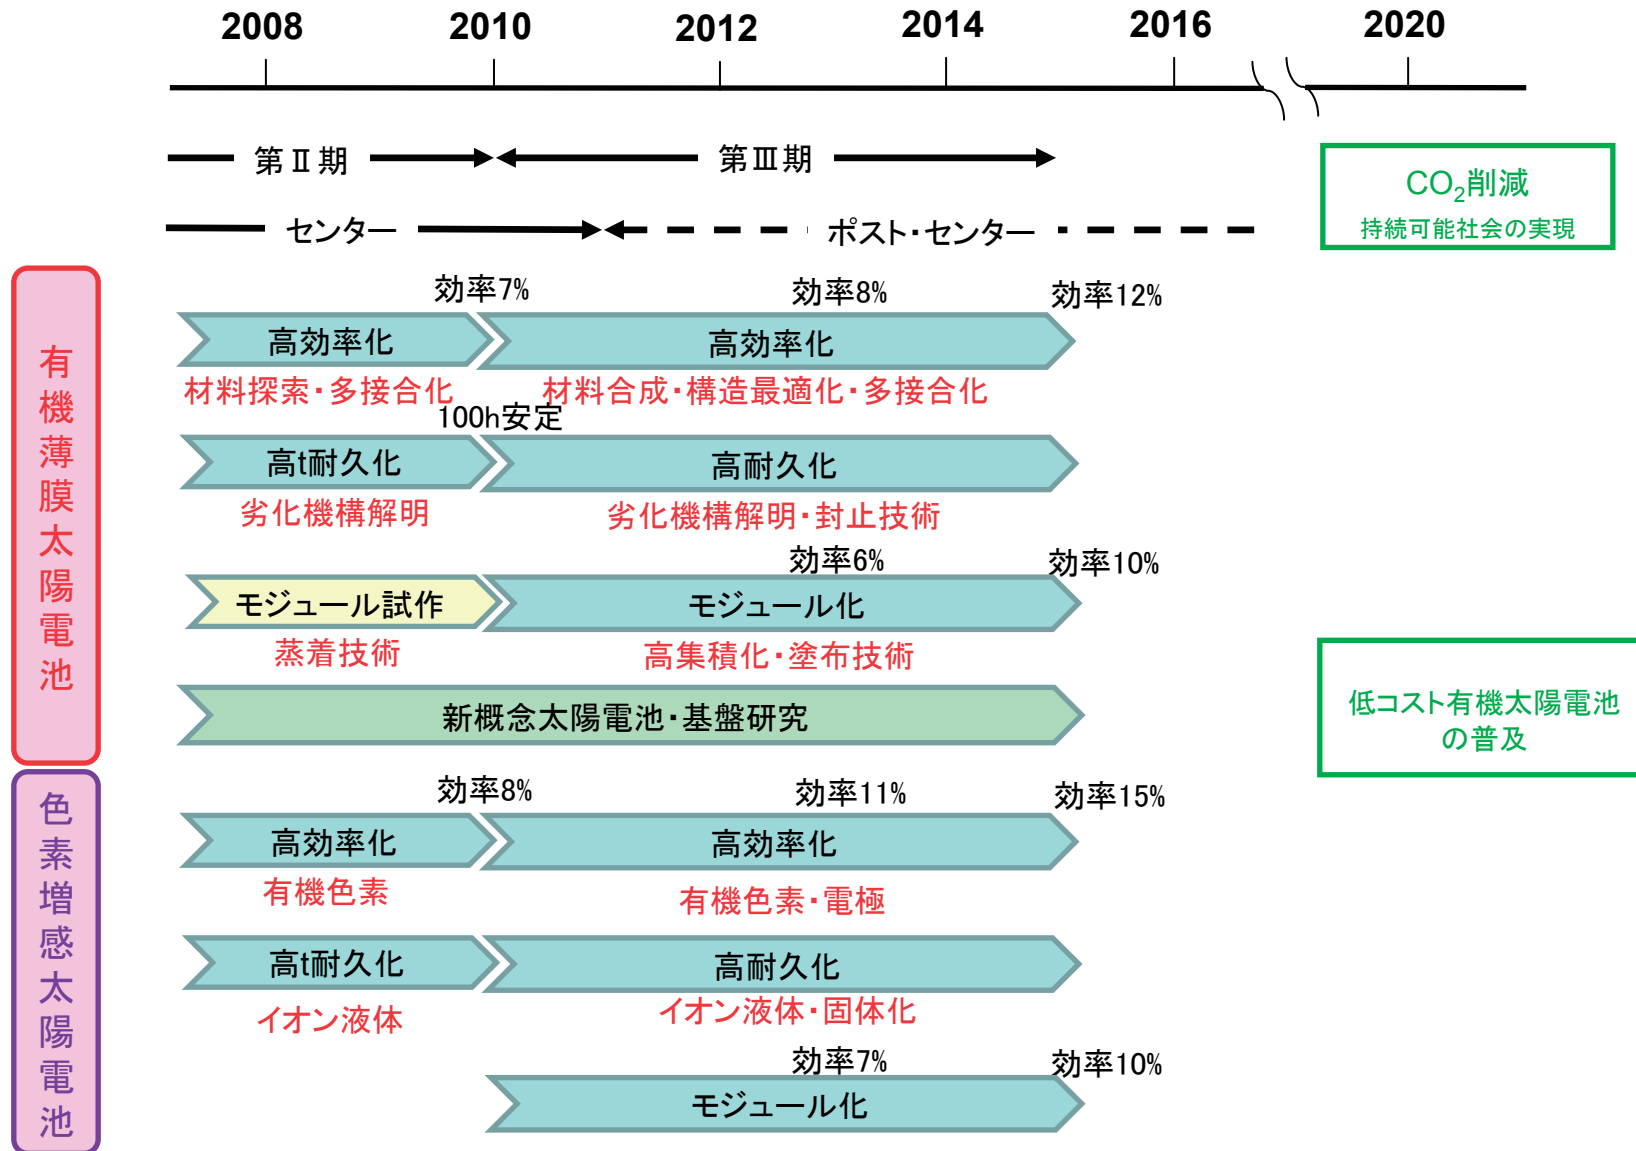 2008 2010 2012 2014 2016 2020
第Ⅱ期 第Ⅲ期
センター ポスト・センター
CO₂削減
持続可能社会の実現
有機薄膜太陽電池
効率7% 効率8% 効率12%
高効率化 高効率化
材料探索・多接合化 材料合成・構造最適化・多接合化
100h安定
高t耐久化 高耐久化
劣化機構解明 劣化機構解明・封止技術
効率6% 効率10%
モジュール試作 モジュール化
蒸着技術 高集積化・塗布技術
新概念太陽電池・基盤研究
低コスト有機太陽電池
の普及
色素増感太陽電池
効率8% 効率11% 効率15%
高効率化 高効率化
有機色素 有機色素・電極
高t耐久化 高耐久化
イオン液体 イオン液体・固体化
効率7% 効率10%
モジュール化